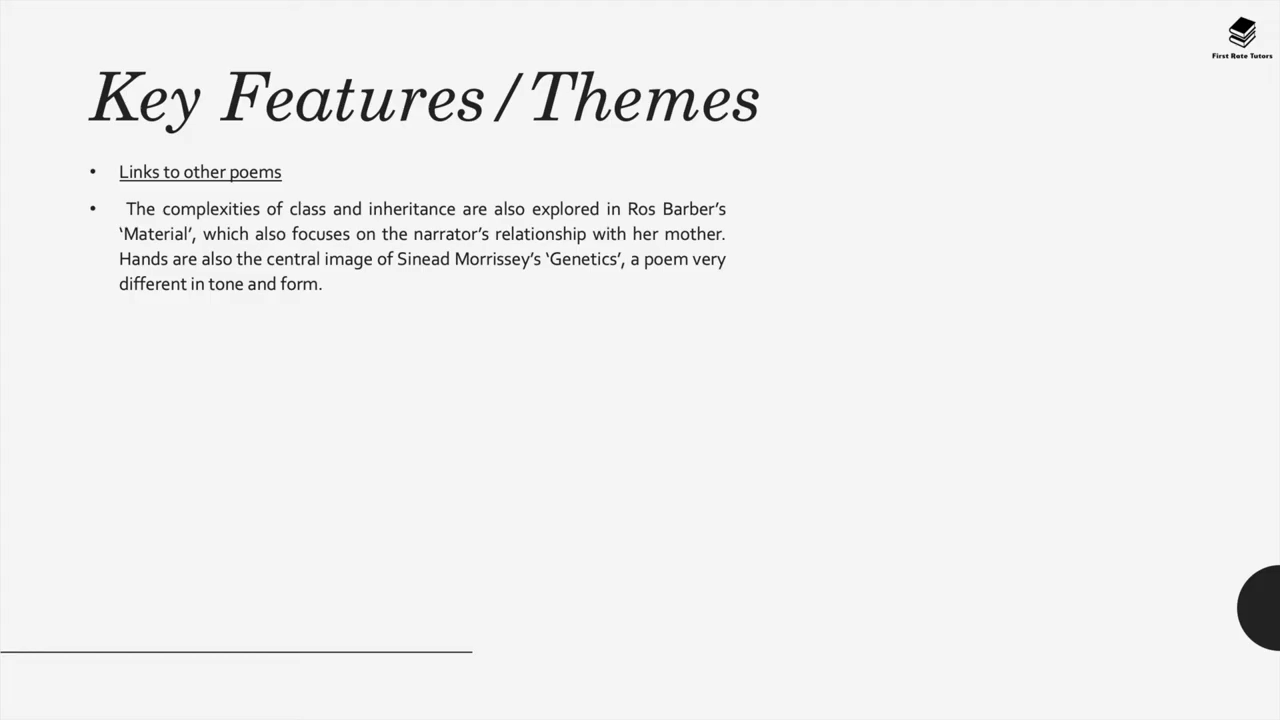 First Rate Tutors
Key Features/Themes
• Links to other poems
• The complexities of class and inheritance are also explored in Ros Barber’s
‘Material’, which also focuses on the narrator’s relationship with her mother.
Hands are also the central image of Sinead Morrissey’s ‘Genetics’, a poem very
different in tone and form.